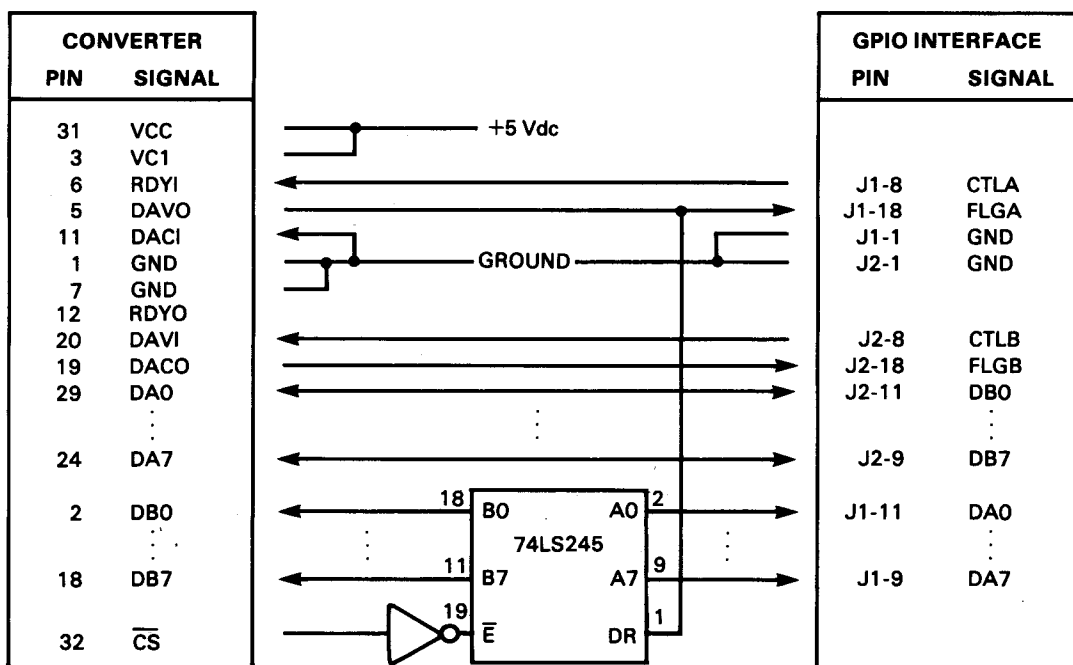 CONVERTER
PIN SIGNAL
GPIO INTERFACE
PIN SIGNAL
31 VCC +5 Vdc
3 VC1
6 RDYI J1-8 CTLA
5 DAVO J1-18 FLGA
11 DACI J1-1 GND
1 GND GROUND J2-1 GND
7 GND
12 RDYO
20 DAVI J2-8 CTLB
19 DACO J2-18 FLGB
29 DA0 J2-11 DB0
24 DA7 J2-9 DB7
2 DB0 18 B0 A0 2 J1-11 DA0
74LS245
18 DB7 11 B7 A7 9 J1-9 DA7
32 C̅S̅ 19 E̅ DR 1